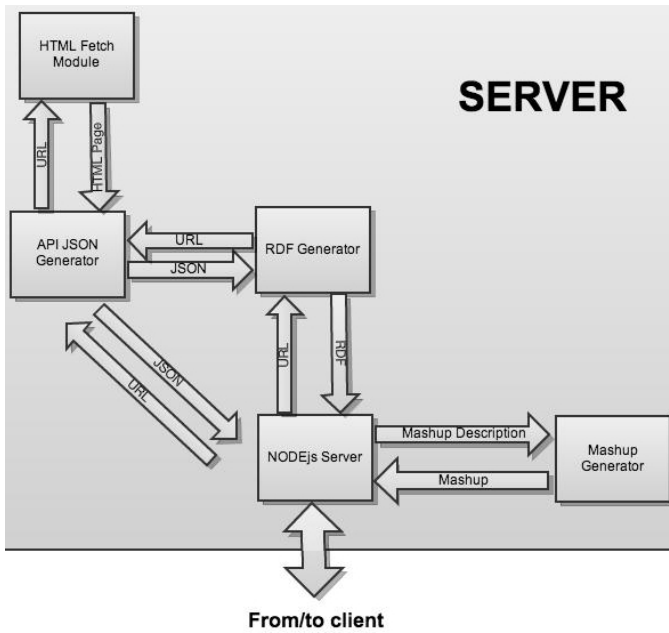 HTML Fetch
Module
SERVER
URL
HTML Page
API JSON
Generator
URL
JSON
RDF Generator
JSON
URL
URL
RDF
NODEjs Server
Mashup Description
Mashup
Mashup
Generator
From/to client